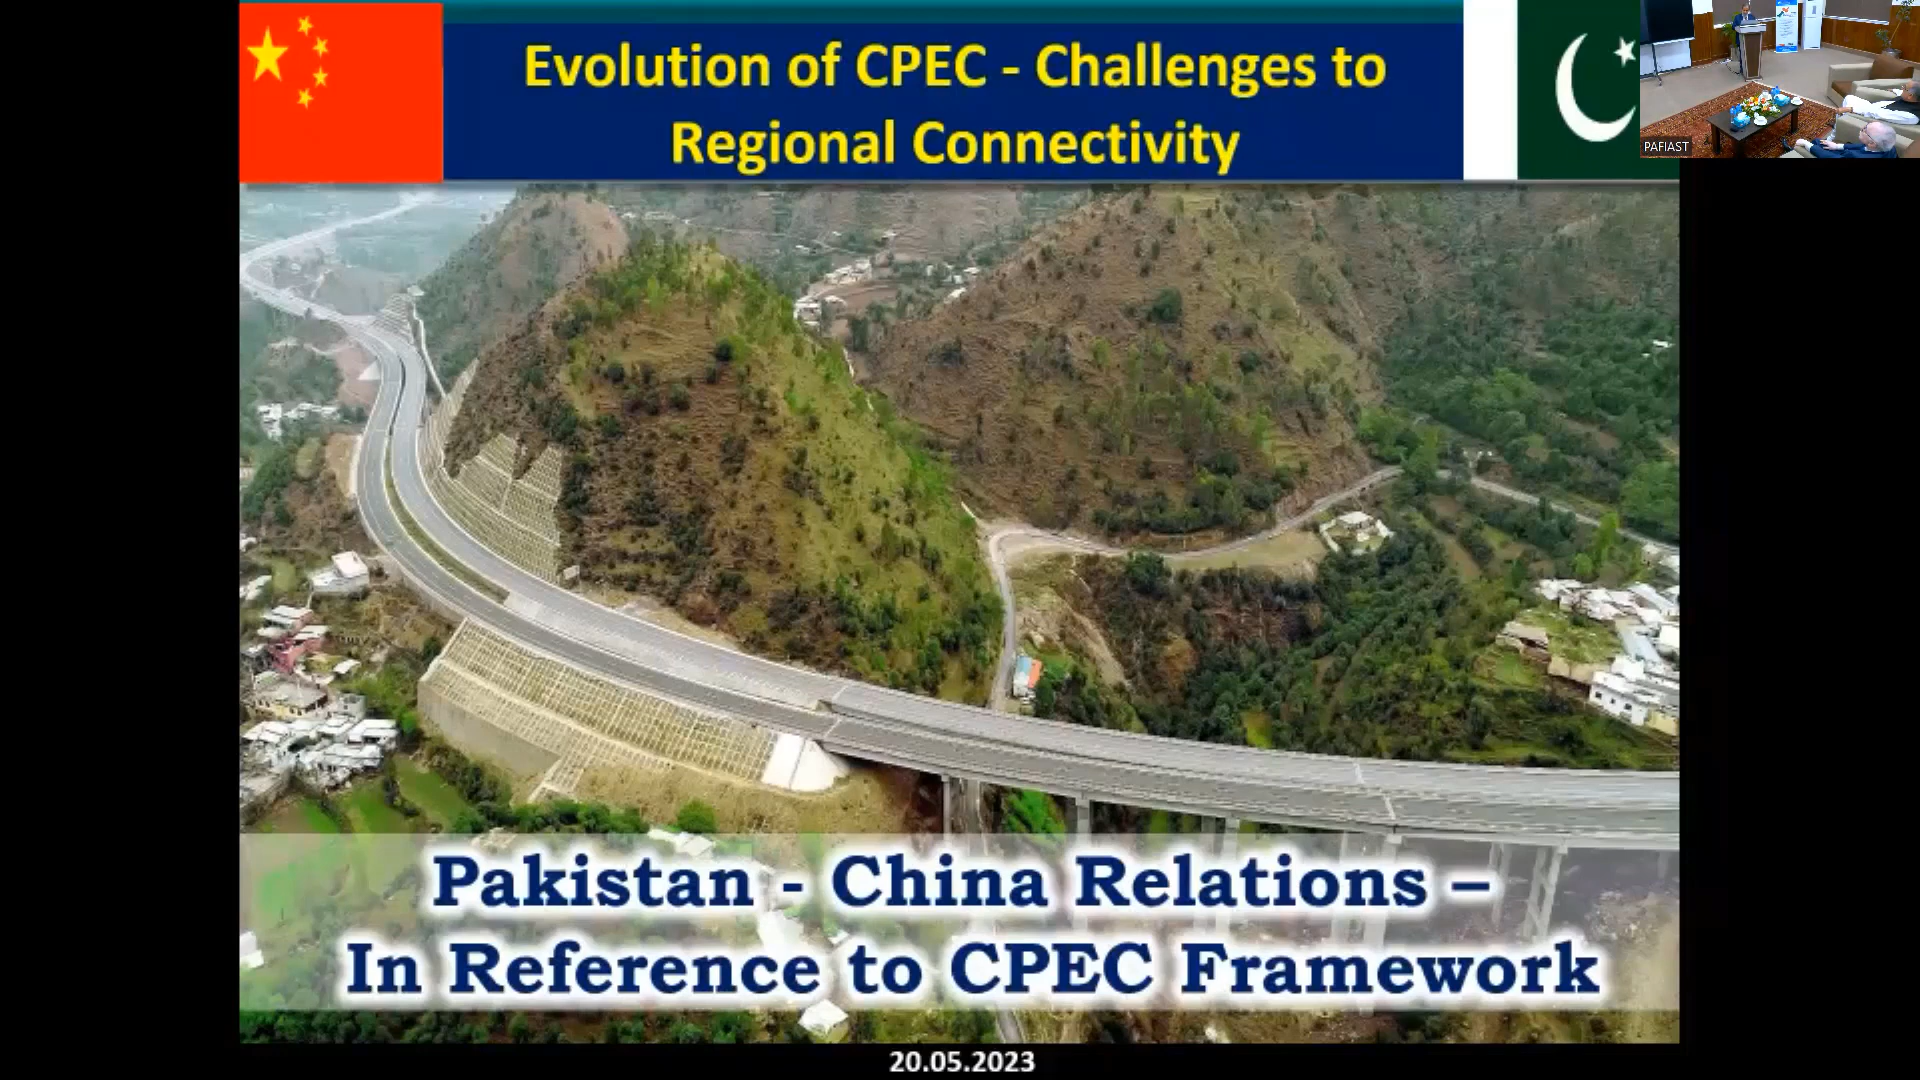 Evolution of CPEC - Challenges to
Regional Connectivity
PAFIAST
Pakistan - China Relations –
In Reference to CPEC Framework
20.05.2023